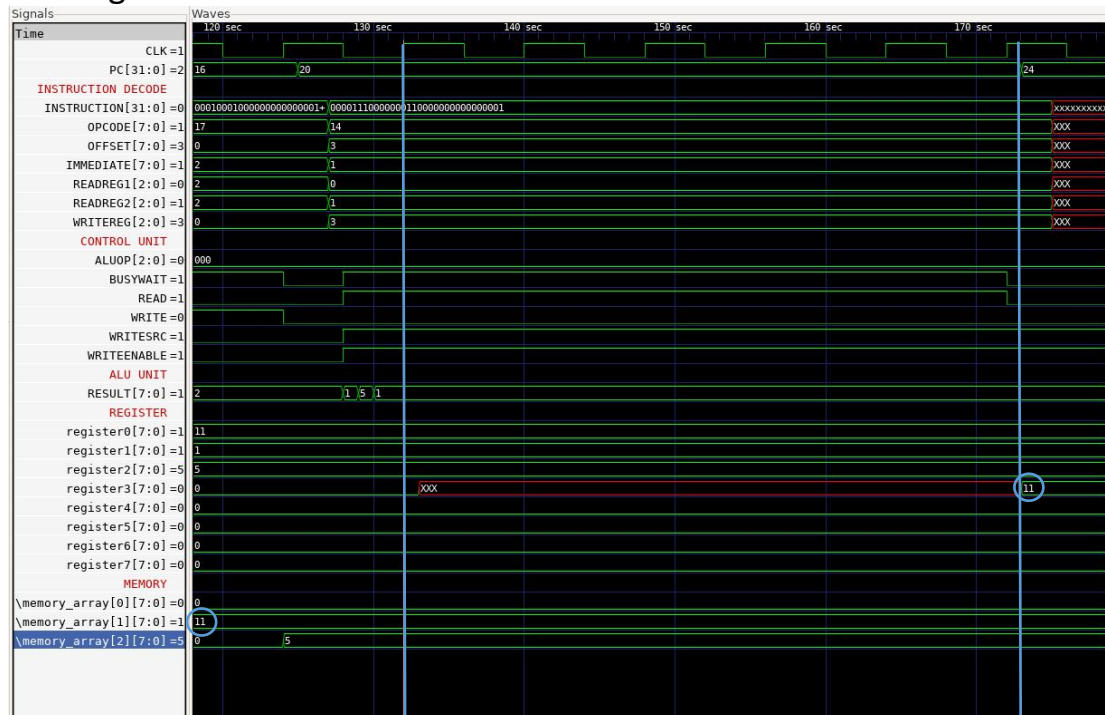 Signals Waves
Time 120 sec 130 sec 140 sec 150 sec 160 sec 170 sec
CLK=1
PC[31:0]=2 16 20 24
INSTRUCTION DECODE
INSTRUCTION[31:0]=0 0001000100000000000001+ 00001110000000110000000000000001 xxxxxxxxx
OPCODE[7:0]=1 17 14 XXX
OFFSET[7:0]=3 0 3 XXX
IMMEDIATE[7:0]=1 2 1 XXX
READREG1[2:0]=0 2 0 XXX
READREG2[2:0]=1 2 1 XXX
WRITEREG[2:0]=3 0 3 XXX
CONTROL UNIT
ALUOP[2:0]=0 000
BUSYWAIT=1
READ=1
WRITE=0
WRITESRC=1
WRITEENABLE=1
ALU UNIT
RESULT[7:0]=1 2 1 5 1
REGISTER
register0[7:0]=1 11
register1[7:0]=1 1
register2[7:0]=5 5
register3[7:0]=0 0 XXX 11
register4[7:0]=0 0
register5[7:0]=0 0
register6[7:0]=0 0
register7[7:0]=0 0
MEMORY
\memory_array[0][7:0]=0 0
\memory_array[1][7:0]=1 11
\memory_array[2][7:0]=5 0 5